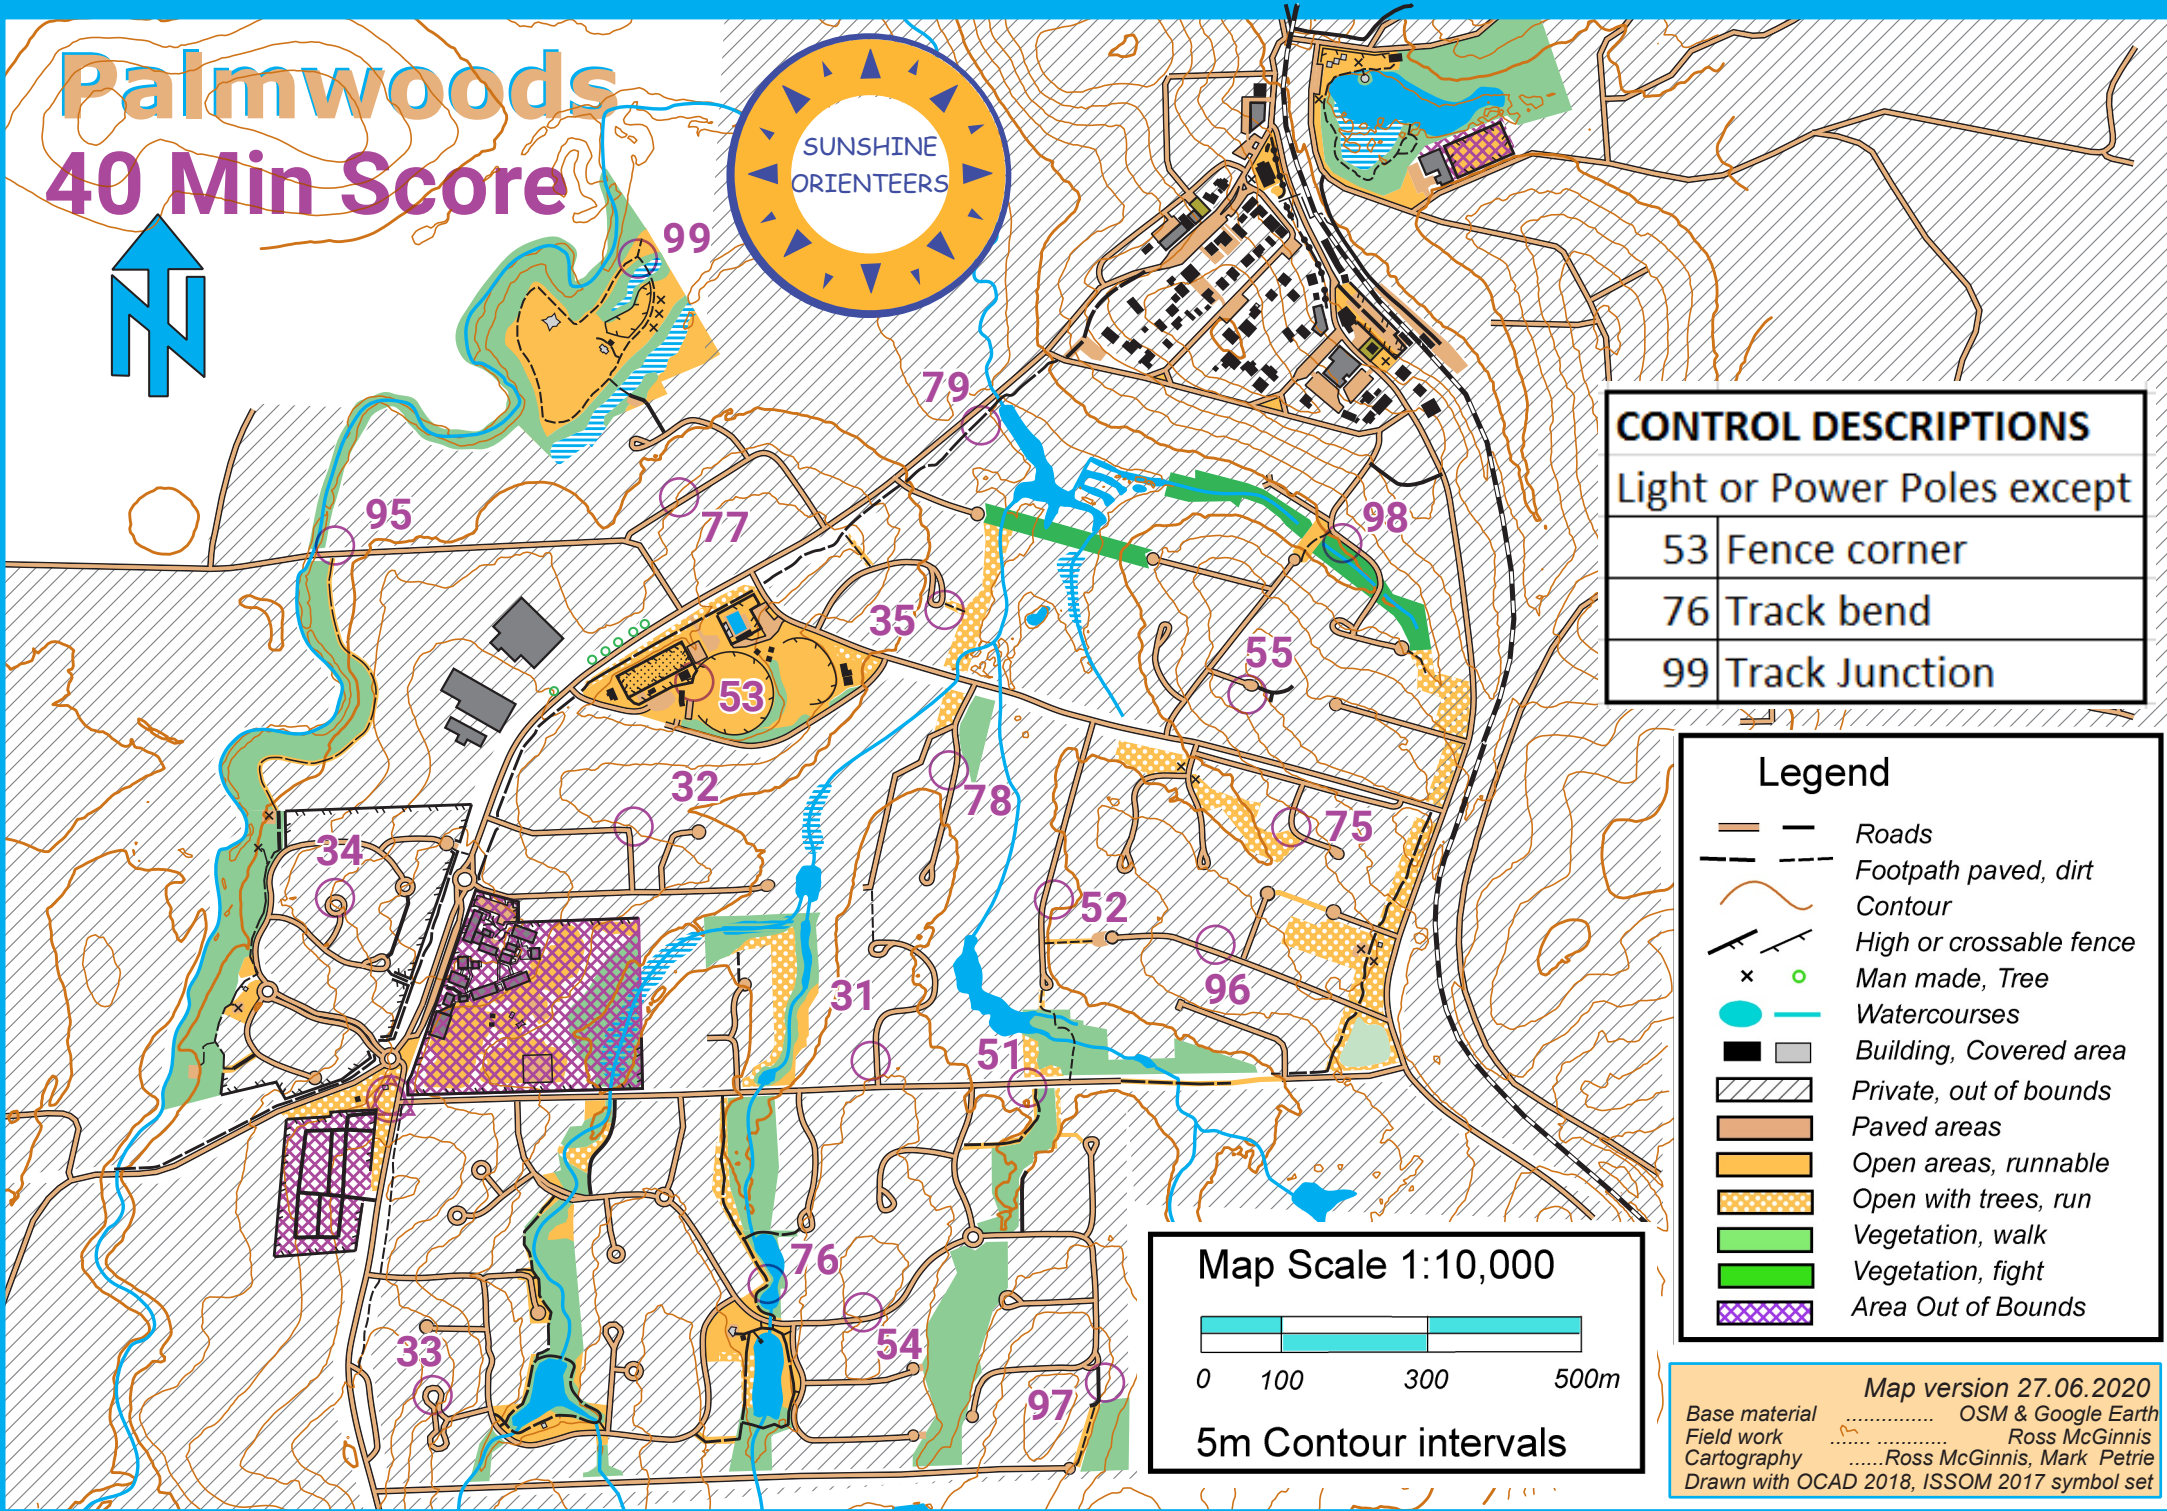 Palmwoods
40 Min Score
N
SUNSHINE
ORIENTEERS
99
79
95
77
98
35
55
53
32
78
75
34
52
31
96
51
76
54
33
97
CONTROL DESCRIPTIONS
Light or Power Poles except
53 Fence corner
76 Track bend
99 Track Junction
Legend
Roads
Footpath paved, dirt
Contour
High or crossable fence
Man made, Tree
Watercourses
Building, Covered area
Private, out of bounds
Paved areas
Open areas, runnable
Open with trees, run
Vegetation, walk
Vegetation, fight
Area Out of Bounds
Map Scale 1:10,000
0 100 300 500m
5m Contour intervals
Map version 27.06.2020
Base material ............... OSM & Google Earth
Field work ....... ............ Ross McGinnis
Cartography ......Ross McGinnis, Mark Petrie
Drawn with OCAD 2018, ISSOM 2017 symbol set